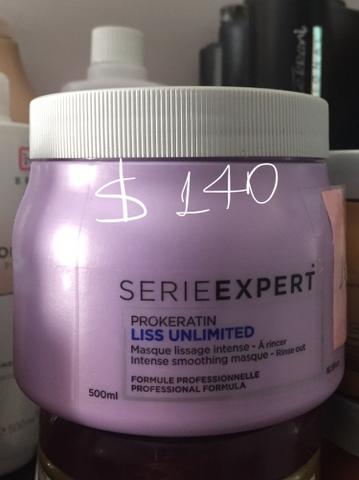 $ 140
SERIEEXPERT
PROKERATIN
LISS UNLIMITED
Masque lissage intense - À rincer
Intense smoothing masque - Rinse out
FORMULE PROFESSIONNELLE
PROFESSIONAL FORMULA
500ml